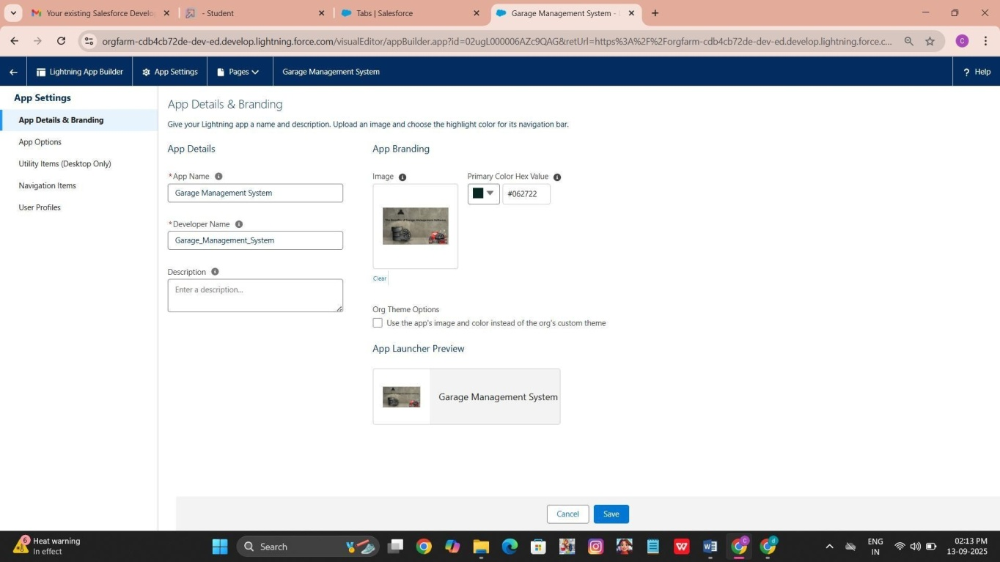 Your existing Salesforce Develo
- Student
Tabs | Salesforce
Garage Management System -
orgfarm-cdb4cb72de-dev-ed.develop.lightning.force.com/visualEditor/appBuilder.app?id=02ugL000006AZc9QAG&retUrl=https%3A%2F%2Forgfarm-cdb4cb72de-dev-ed.develop.lightning.force.c...
C
Lightning App Builder
App Settings
Pages
Garage Management System
? Help
App Settings
App Details & Branding
App Options
Utility Items (Desktop Only)
Navigation Items
User Profiles
App Details & Branding
Give your Lightning app a name and description. Upload an image and choose the highlight color for its navigation bar.
App Details
App Branding
*App Name
Garage Management System
*Developer Name
Garage_Management_System
Description
Enter a description...
Image
The Benefits of Garage Management Software
Clear
Primary Color Hex Value
#062722
Org Theme Options
Use the app's image and color instead of the org's custom theme
App Launcher Preview
Garage Management System
Cancel
Save
6
Heat warning
In effect
Search
C
d
ENG
IN
02:13 PM
13-09-2025